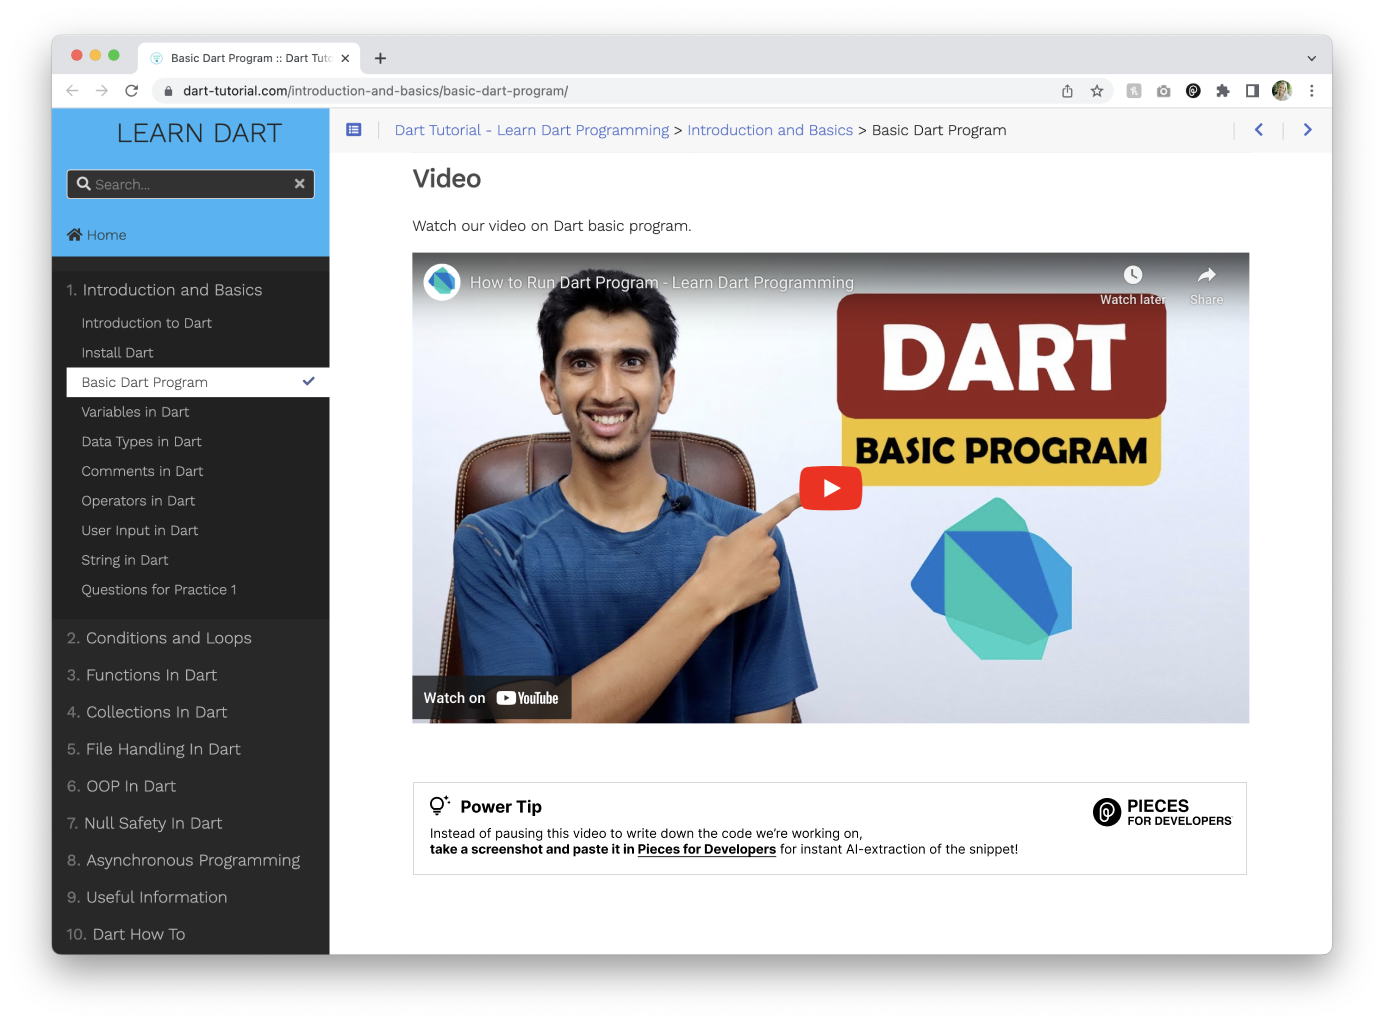 Basic Dart Program :: Dart Tuto
dart-tutorial.com/introduction-and-basics/basic-dart-program/
LEARN DART
Search...
Home
1. Introduction and Basics
Introduction to Dart
Install Dart
Basic Dart Program
Variables in Dart
Data Types in Dart
Comments in Dart
Operators in Dart
User Input in Dart
String in Dart
Questions for Practice 1
2. Conditions and Loops
3. Functions In Dart
4. Collections In Dart
5. File Handling In Dart
6. OOP In Dart
7. Null Safety In Dart
8. Asynchronous Programming
9. Useful Information
10. Dart How To
Dart Tutorial - Learn Dart Programming > Introduction and Basics > Basic Dart Program
Video
Watch our video on Dart basic program.
How to Run Dart Program - Learn Dart Programming
Watch later
Share
DART
BASIC PROGRAM
Watch on YouTube
Power Tip
Instead of pausing this video to write down the code we're working on,
take a screenshot and paste it in Pieces for Developers for instant AI-extraction of the snippet!
PIECES
FOR DEVELOPERS